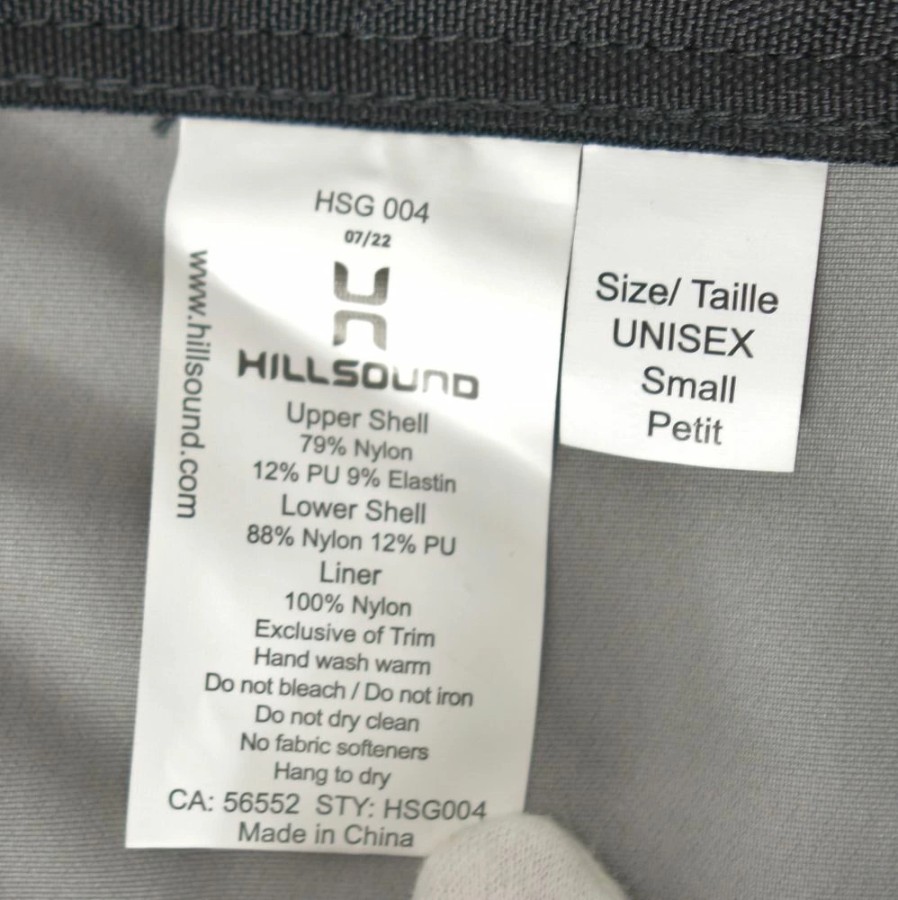 HSG 004
07/22
HILLSOUND
www.hillsound.com
Upper Shell
79% Nylon
12% PU 9% Elastin
Lower Shell
88% Nylon 12% PU
Liner
100% Nylon
Exclusive of Trim
Hand wash warm
Do not bleach / Do not iron
Do not dry clean
No fabric softeners
Hang to dry
CA: 56552 STY: HSG004
Made in China
Size/ Taille
UNISEX
Small
Petit